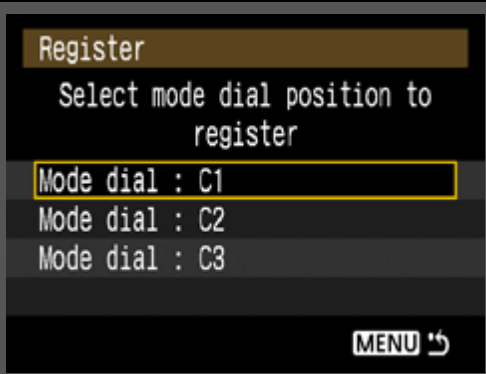 Register
Select mode dial position to
register
Mode dial : C1
Mode dial : C2
Mode dial : C3
MENU